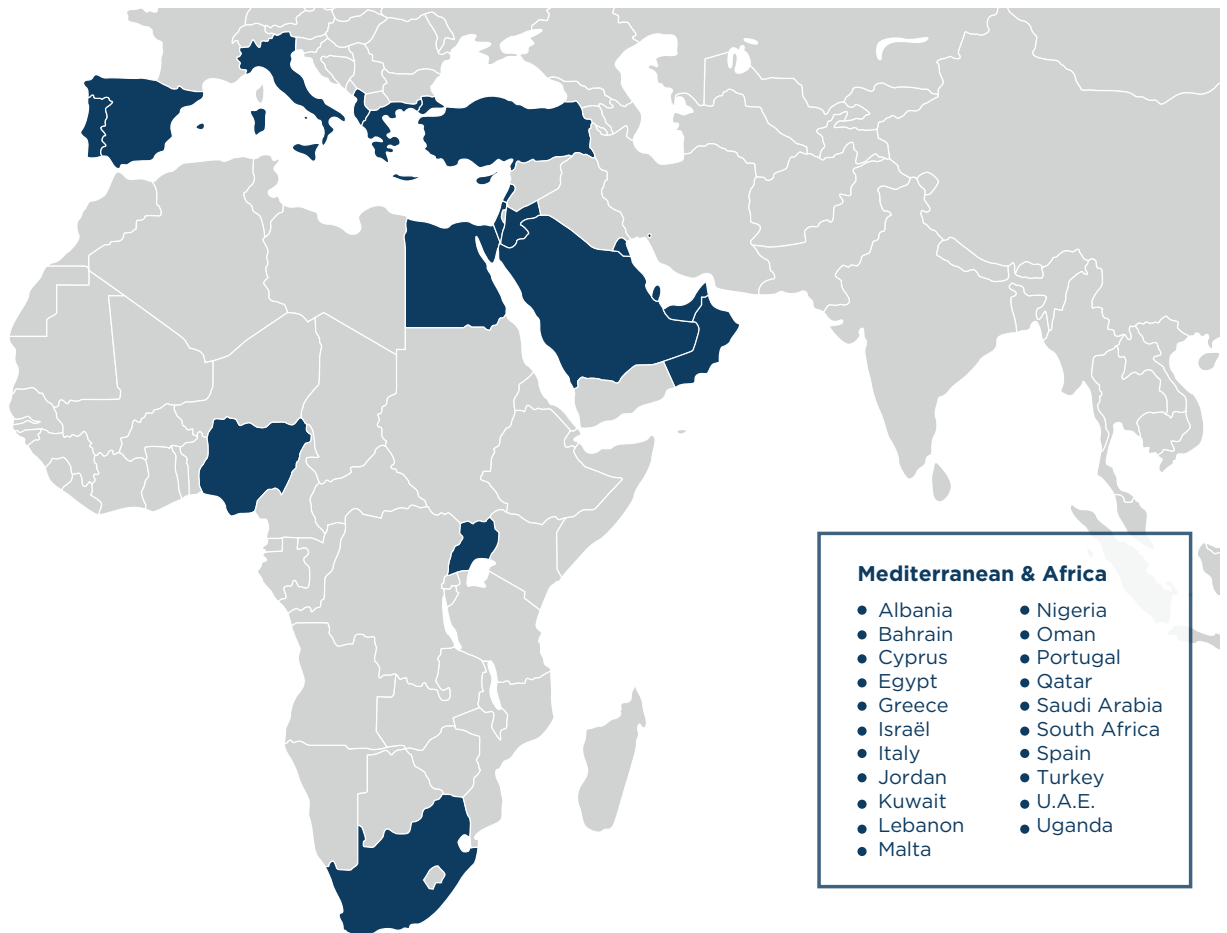 Mediterranean & Africa
Albania
Bahrain
Cyprus
Egypt
Greece
Israël
Italy
Jordan
Kuwait
Lebanon
Malta
Nigeria
Oman
Portugal
Qatar
Saudi Arabia
South Africa
Spain
Turkey
U.A.E.
Uganda